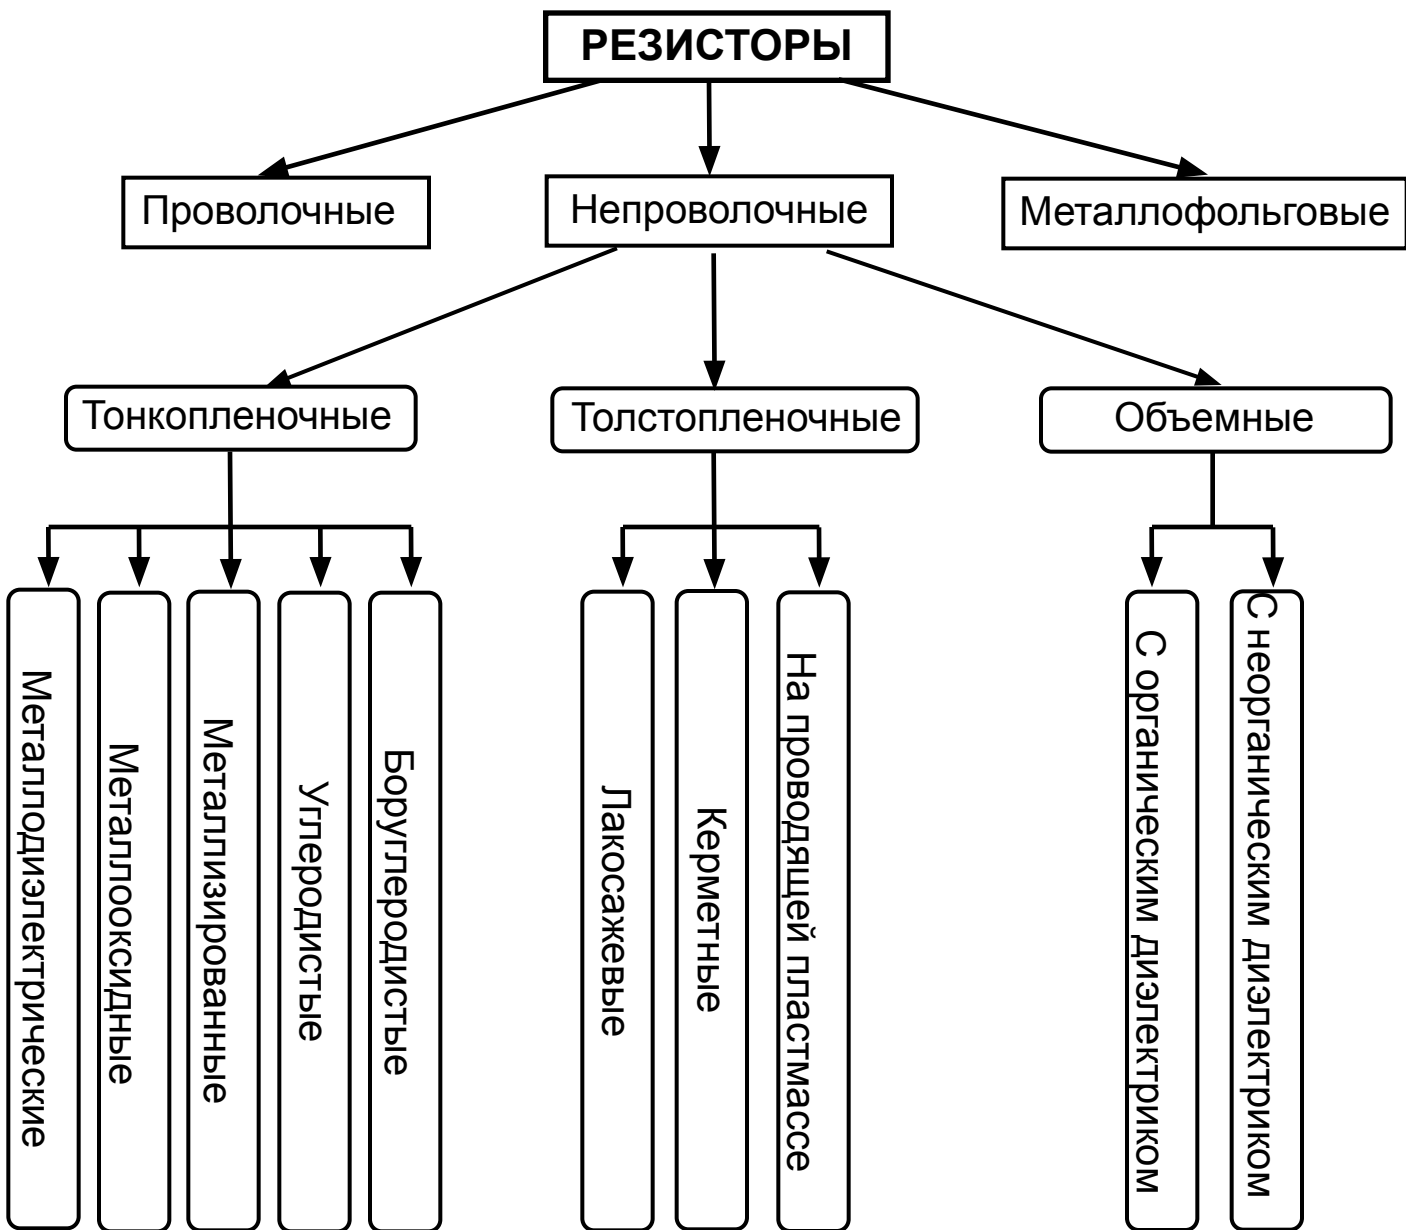 РЕЗИСТОРЫ
Проволочные
Непроволочные
Металлофольговые
Тонкопленочные
Толстопленочные
Объемные
Металлодиэлектрические
Металлооксидные
Металлизированные
Углеродистые
Боруглеродистые
Лакосажевые
Керметные
На проводящей пластмассе
С органическим диэлектриком
С неорганическим диэлектриком